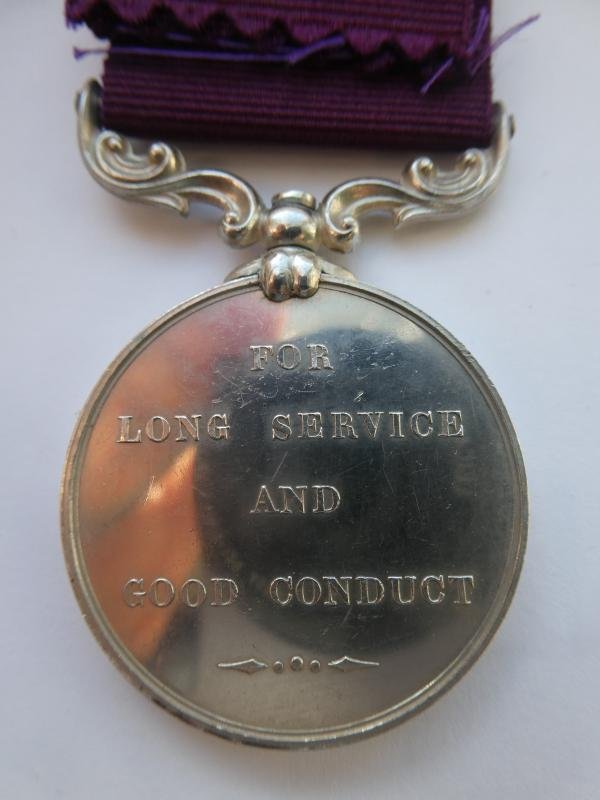 FOR
LONG SERVICE
AND
GOOD CONDUCT